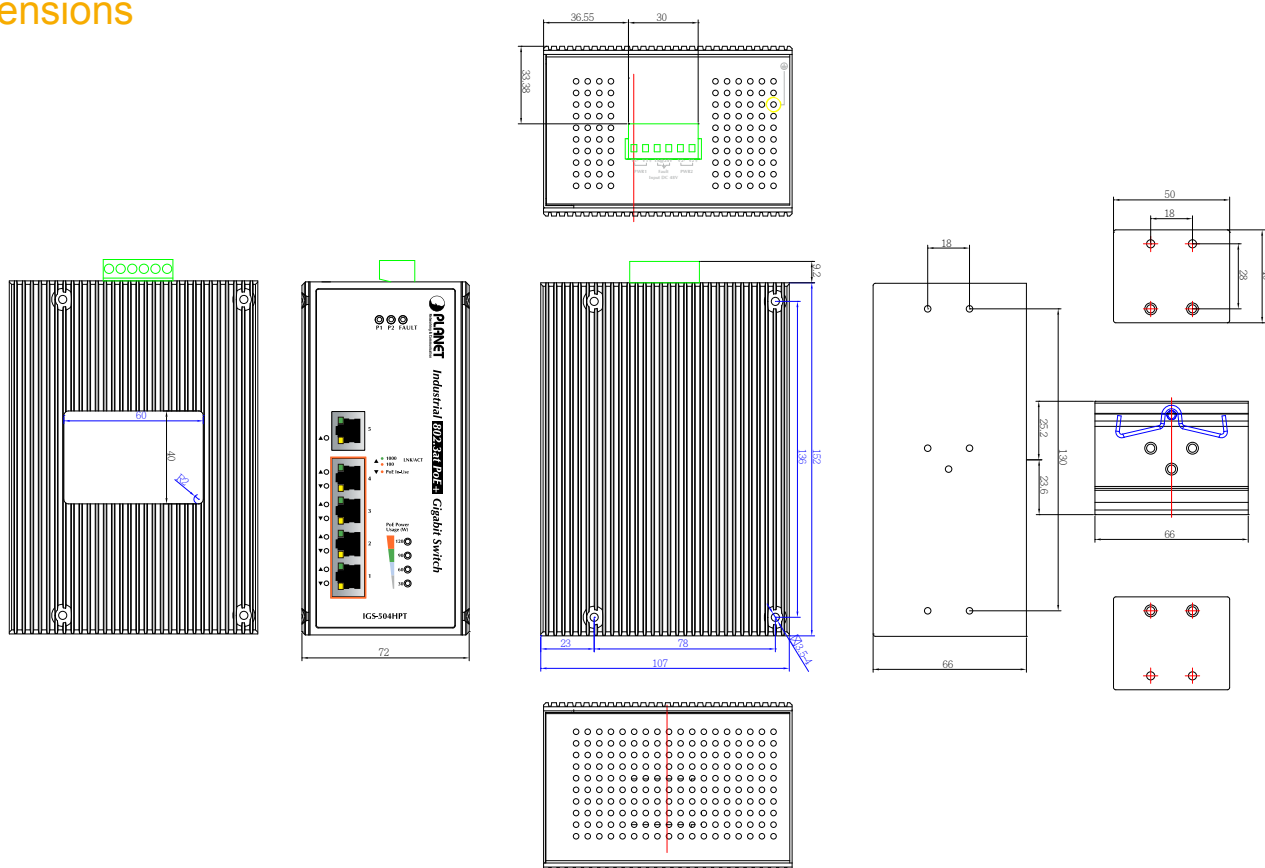 ensions
36.55
30
33.38
PWR1
Fault
PWR2
Input DC 48V
50
18
28
18
9.2
P1 P2 FAULT
PLANET
Networking & Communication
Industrial 802.3at PoE+ Gigabit Switch
60
40
5
1000
100
LNK/ACT
PoE In-Use
4
3
2
1
PoE Power
Usage (W)
120
90
60
30
IGS-504HPT
72
136
152
23
78
107
130
66
25.2
23.6
66